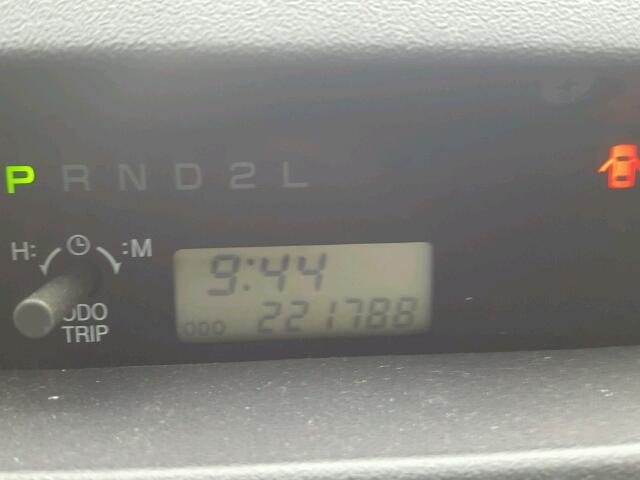 P R N D 2 L
H: :M
9:44
ODO 221788
ODO
TRIP